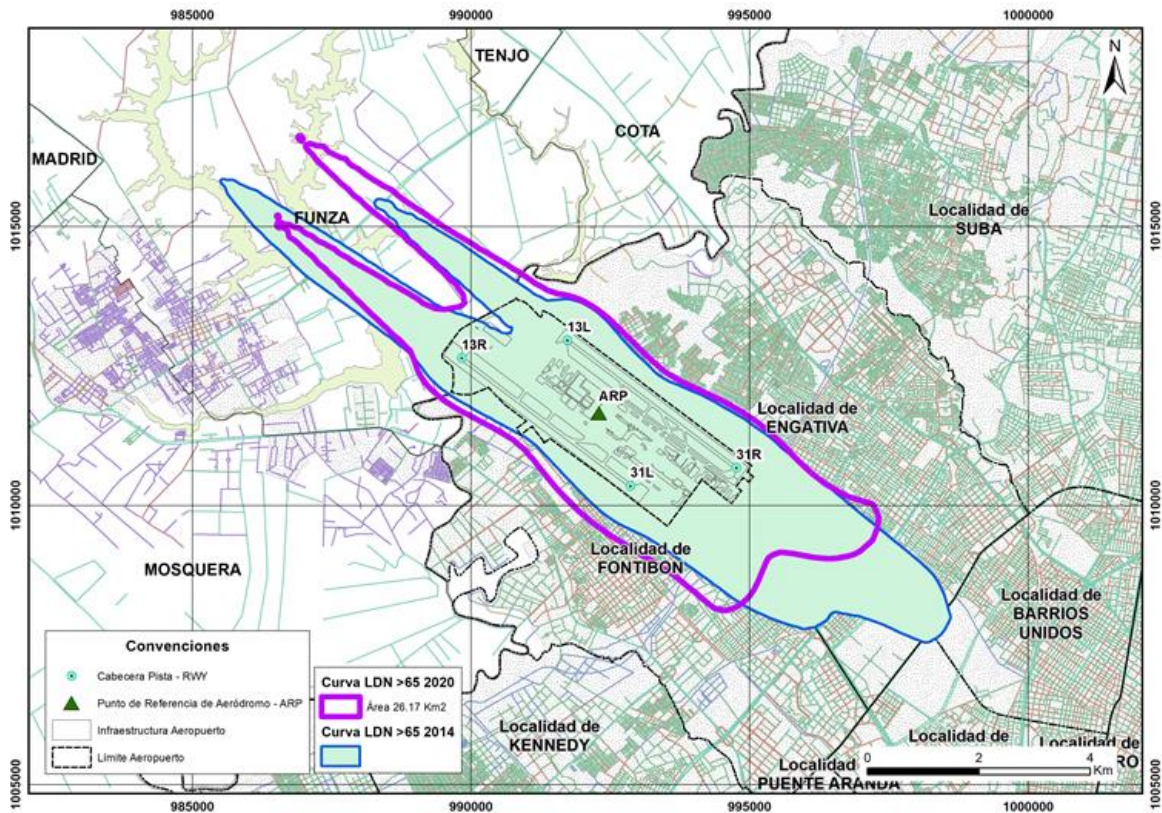 985000
990000
995000
1000000
TENJO
N
COTA
MADRID
1015000
FUNZA
Localidad de
SUBA
1015000
13L
13R
ARP
Localidad de
ENGATIVA
31R
31L
1010000
1010000
Localidad de
FONTIBON
MOSQUERA
Localidad de
BARRIOS
UNIDOS
Convenciones
Cabecera Pista - RWY
Punto de Referencia de Aeródromo - ARP
Infraestructura Aeropuerto
Límite Aeropuerto
Curva LDN >65 2020
Área 26.17 Km2
Curva LDN >65 2014
Localidad de
KENNEDY
Localidad de
Localidad de
RO
0 2 4
Km
Localidad
PUENTE ARANDA
1005000
1005000
985000
990000
995000
1000000